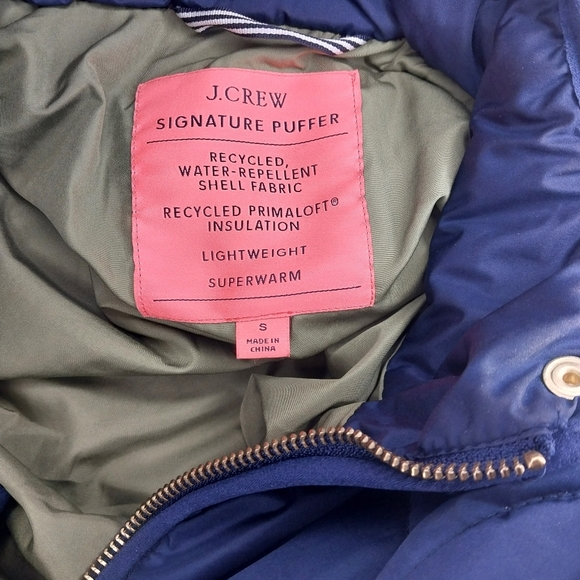 J.CREW
SIGNATURE PUFFER
RECYCLED,
WATER-REPELLENT
SHELL FABRIC
RECYCLED PRIMALOFT®
INSULATION
LIGHTWEIGHT
SUPERWARM
S
MADE IN
CHINA